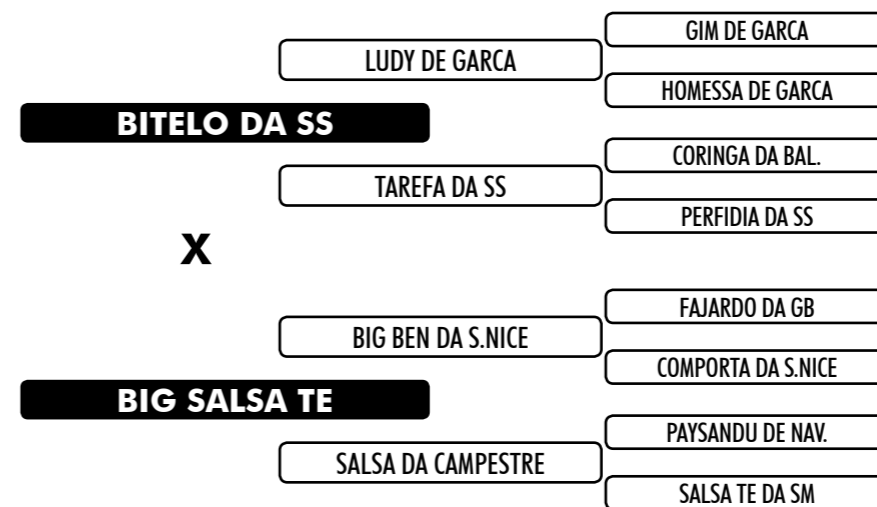 GIM DE GARCA
LUDY DE GARCA
HOMESSA DE GARCA
BITELO DA SS
CORINGA DA BAL.
TAREFA DA SS
PERFIDIA DA SS
X
FAJARDO DA GB
BIG BEN DA S.NICE
COMPORTA DA S.NICE
BIG SALSA TE
PAYSANDU DE NAV.
SALSA DA CAMPESTRE
SALSA TE DA SM